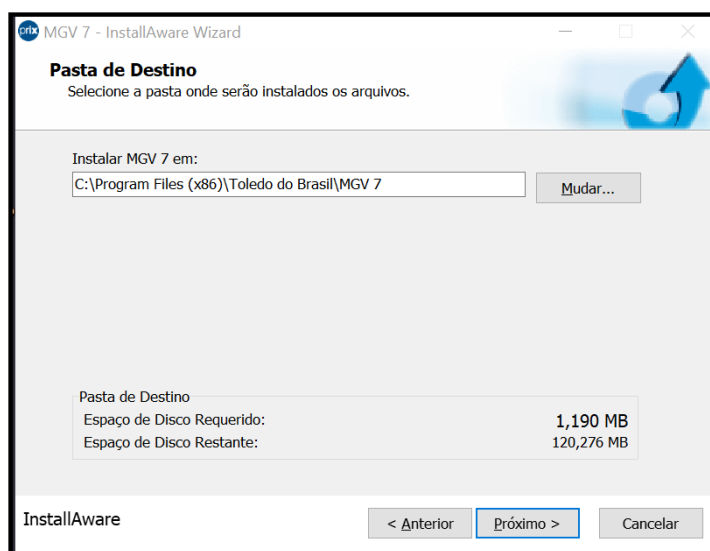 prix MGV 7 - InstallAware Wizard
Pasta de Destino
Selecione a pasta onde serão instalados os arquivos.
Instalar MGV 7 em:
C:\Program Files (x86)\Toledo do Brasil\MGV 7
Mudar...
Pasta de Destino
Espaço de Disco Requerido: 1,190 MB
Espaço de Disco Restante: 120,276 MB
InstallAware
< Anterior Próximo > Cancelar